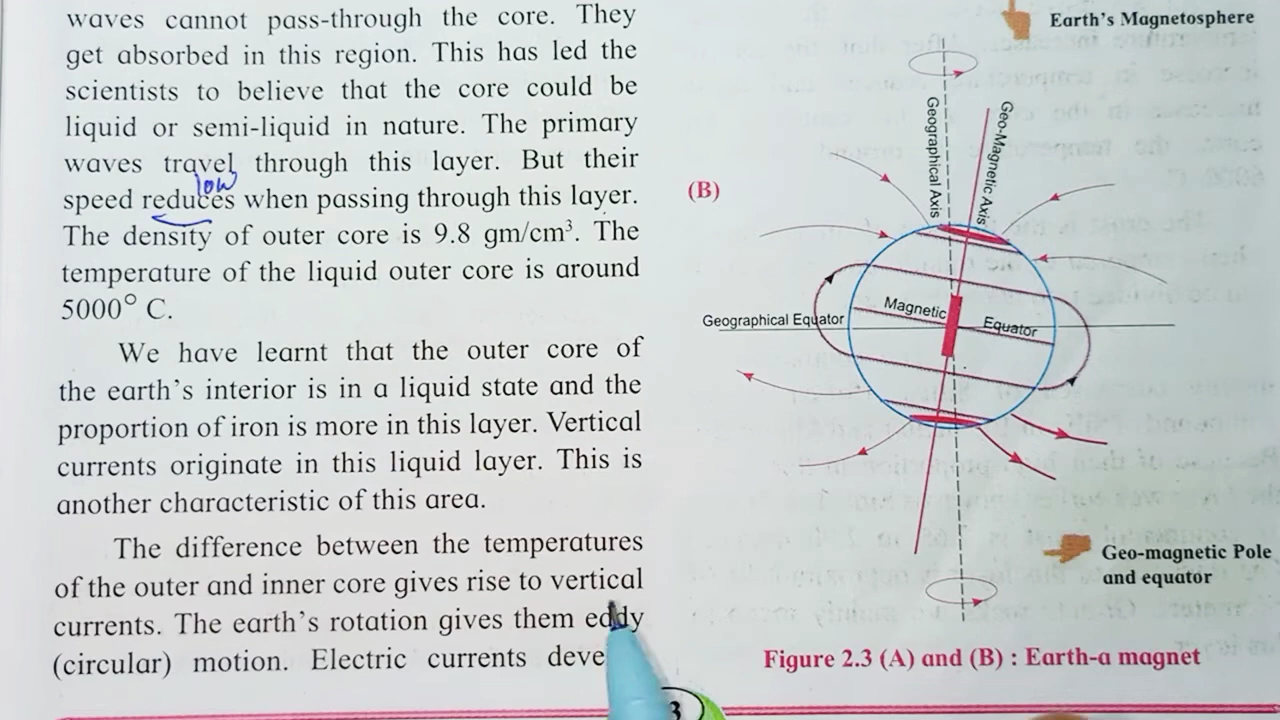 waves cannot pass-through the core. They
get absorbed in this region. This has led the
scientists to believe that the core could be
liquid or semi-liquid in nature. The primary
waves travel through this layer. But their
low
speed reduces when passing through this layer.
The density of outer core is 9.8 gm/cm³. The
temperature of the liquid outer core is around
5000° C.
We have learnt that the outer core of
the earth's interior is in a liquid state and the
proportion of iron is more in this layer. Vertical
currents originate in this liquid layer. This is
another characteristic of this area.
The difference between the temperatures
of the outer and inner core gives rise to vertical
currents. The earth's rotation gives them eddy
(circular) motion. Electric currents deve
3
Earth's Magnetosphere
(B)
Geographical Axis
Geo-Magnetic Axis
Magnetic Equator
Geographical Equator
Geo-magnetic Pole
and equator
Figure 2.3 (A) and (B) : Earth-a magnet